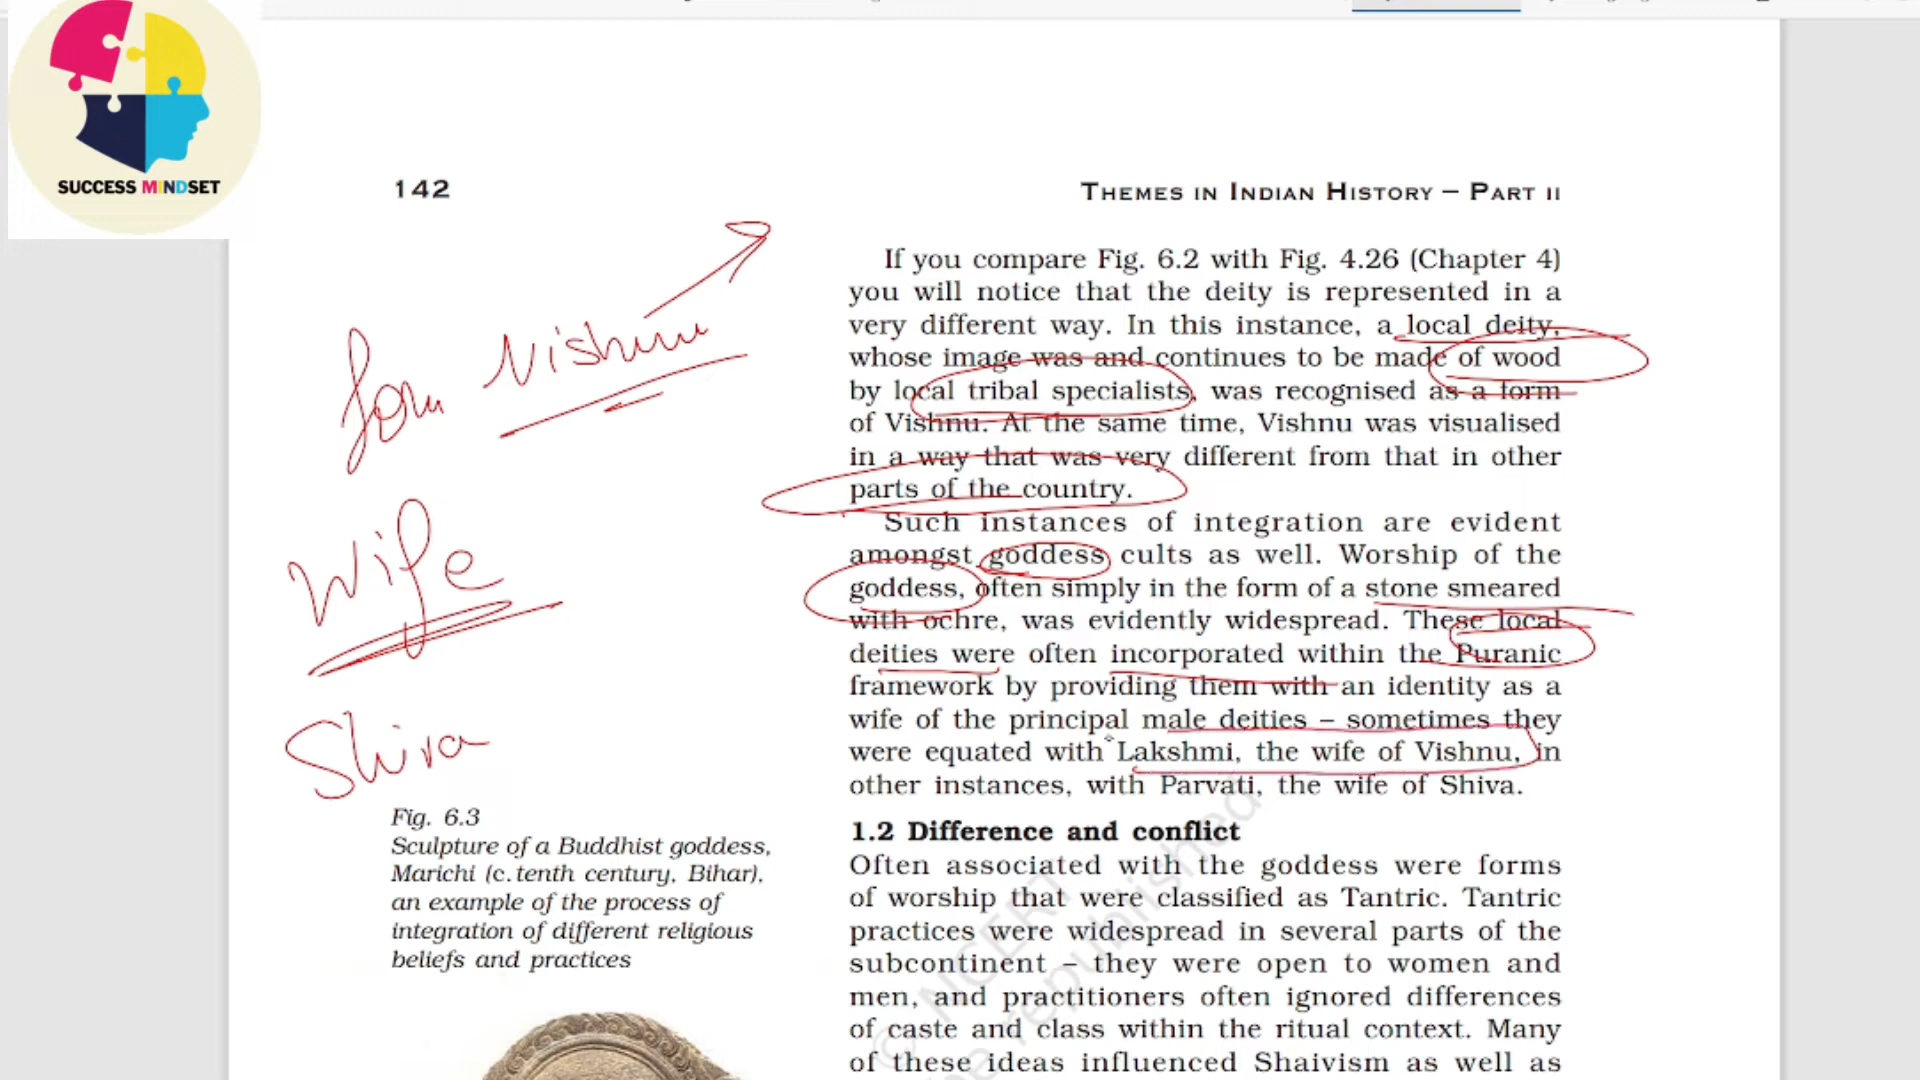 SUCCESS MINDSET
142
THEMES IN INDIAN HISTORY – PART II
If you compare Fig. 6.2 with Fig. 4.26 (Chapter 4)
you will notice that the deity is represented in a
very different way. In this instance, a local deity,
whose image was and continues to be made of wood
by local tribal specialists, was recognised as a form
of Vishnu. At the same time, Vishnu was visualised
in a way that was very different from that in other
parts of the country.
Such instances of integration are evident
amongst goddess cults as well. Worship of the
goddess, often simply in the form of a stone smeared
with ochre, was evidently widespread. These local
deities were often incorporated within the Puranic
framework by providing them with an identity as a
wife of the principal male deities – sometimes they
were equated with Lakshmi, the wife of Vishnu, in
other instances, with Parvati, the wife of Shiva.
1.2 Difference and conflict
Often associated with the goddess were forms
of worship that were classified as Tantric. Tantric
practices were widespread in several parts of the
subcontinent – they were open to women and
men, and practitioners often ignored differences
of caste and class within the ritual context. Many
of these ideas influenced Shaivism as well as
Vishnu
Wife
Shiva
Fig. 6.3
Sculpture of a Buddhist goddess,
Marichi (c. tenth century, Bihar),
an example of the process of
integration of different religious
beliefs and practices
© NCERT
be republished